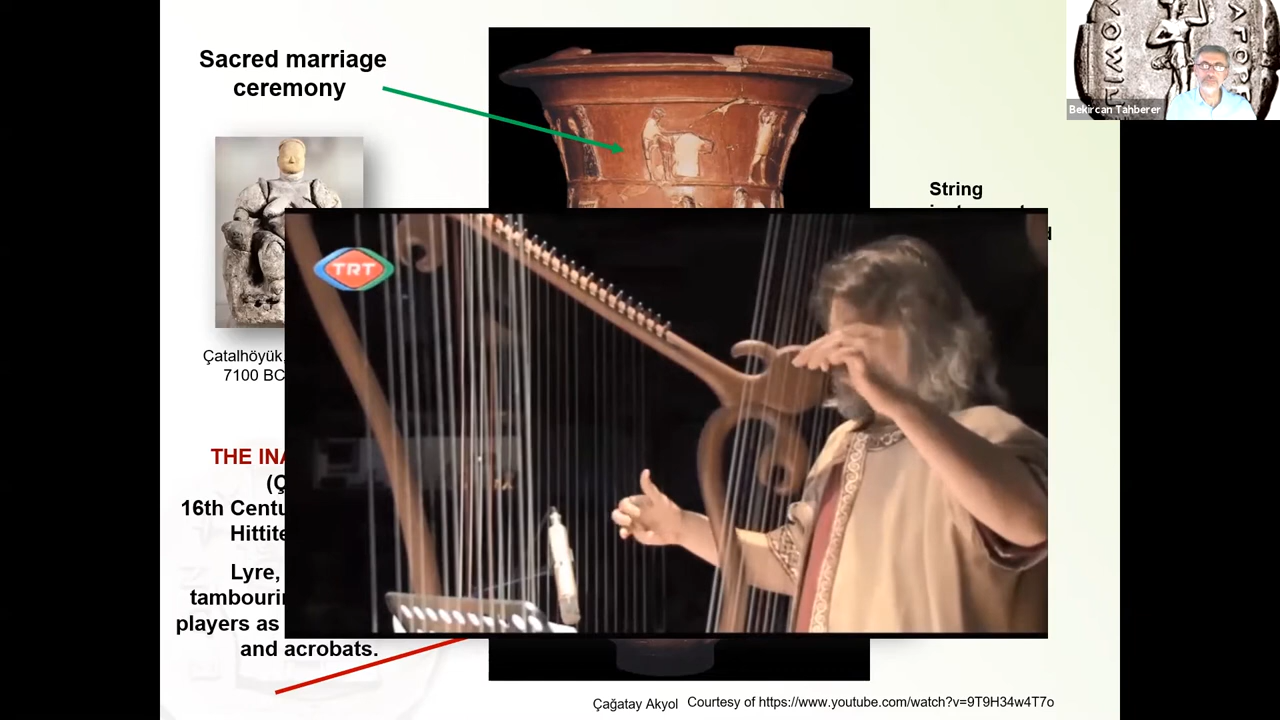 Sacred marriage
ceremony
Bekircan Tahberer
String
TRT
Çatalhöyük,
7100 BC
THE INA
(Ç
16th Centu
Hittite
Lyre,
tambouri
players as
and acrobats.
Çağatay Akyol
Courtesy of https://www.youtube.com/watch?v=9T9H34w4T7o